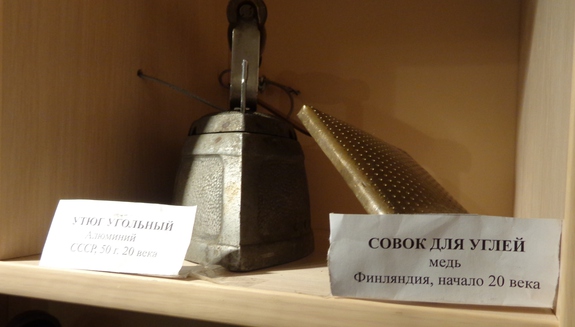 УТЮГ УГОЛЬНЫЙ
Алюминий
СССР, 50 г. 20 века
СОВОК ДЛЯ УГЛЕЙ
медь
Финляндия, начало 20 века